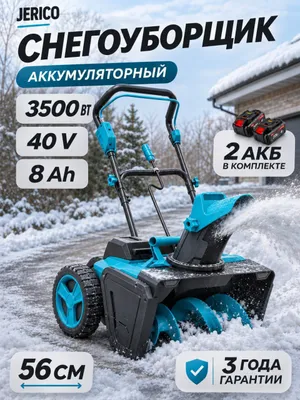 JERICO
СНЕГОУБОРЩИК
АККУМУЛЯТОРНЫЙ
3500 ВТ
40 V
8 Ah
2 АКБ
В КОМПЛЕКТЕ
56 СМ
3 ГОДА
ГАРАНТИИ